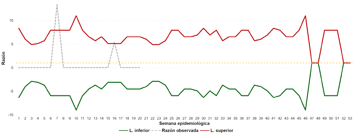 Razón
10
5
0
-5
-10
1 2 3 4 5 6 7 8 9 10 11 12 13 14 15 16 17 18 19 20 21 22 23 24 25 26 27 28 29 30 31 32 33 34 35 36 37 38 39 40 41 42 43 44 45 46 47 48 49 50 51 52 53
Semana epidemiológica
L. inferior Razón observada L. superior